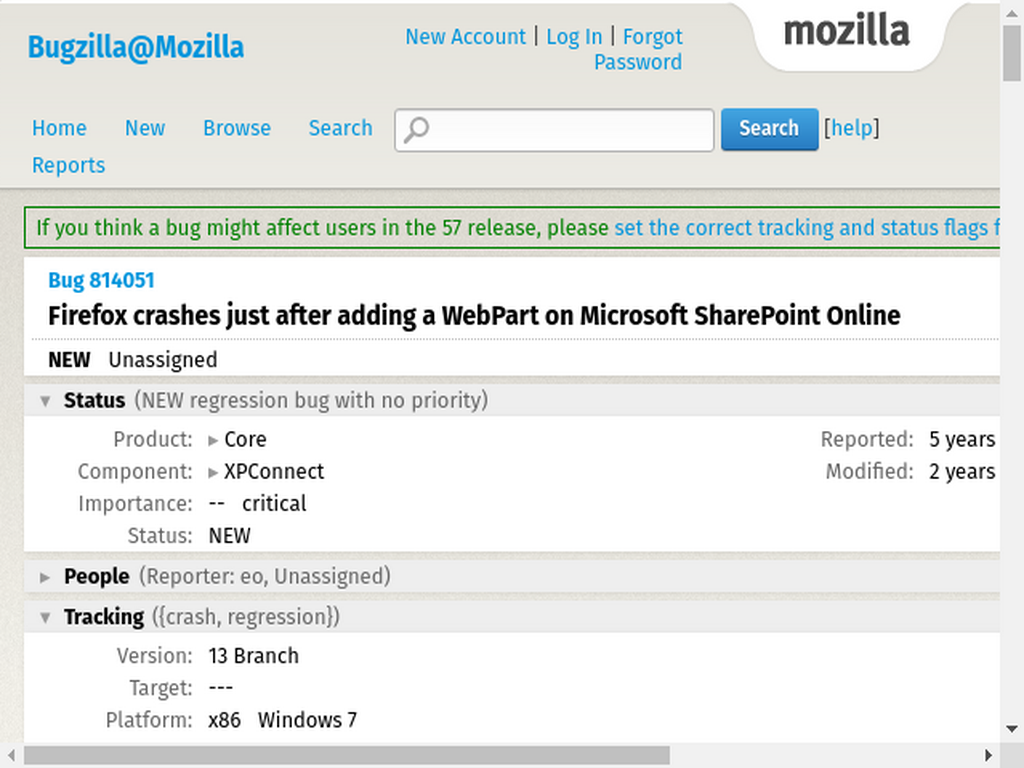 Bugzilla@Mozilla
New Account | Log In | Forgot Password
mozilla
Home New Browse Search Search [help]
Reports
If you think a bug might affect users in the 57 release, please set the correct tracking and status flags f
Bug 814051
Firefox crashes just after adding a WebPart on Microsoft SharePoint Online
NEW Unassigned
▾ Status (NEW regression bug with no priority)
Product: ▸ Core
Component: ▸ XPConnect
Importance: -- critical
Status: NEW
Reported: 5 years
Modified: 2 years
▸ People (Reporter: eo, Unassigned)
▾ Tracking ({crash, regression})
Version: 13 Branch
Target: ---
Platform: x86 Windows 7